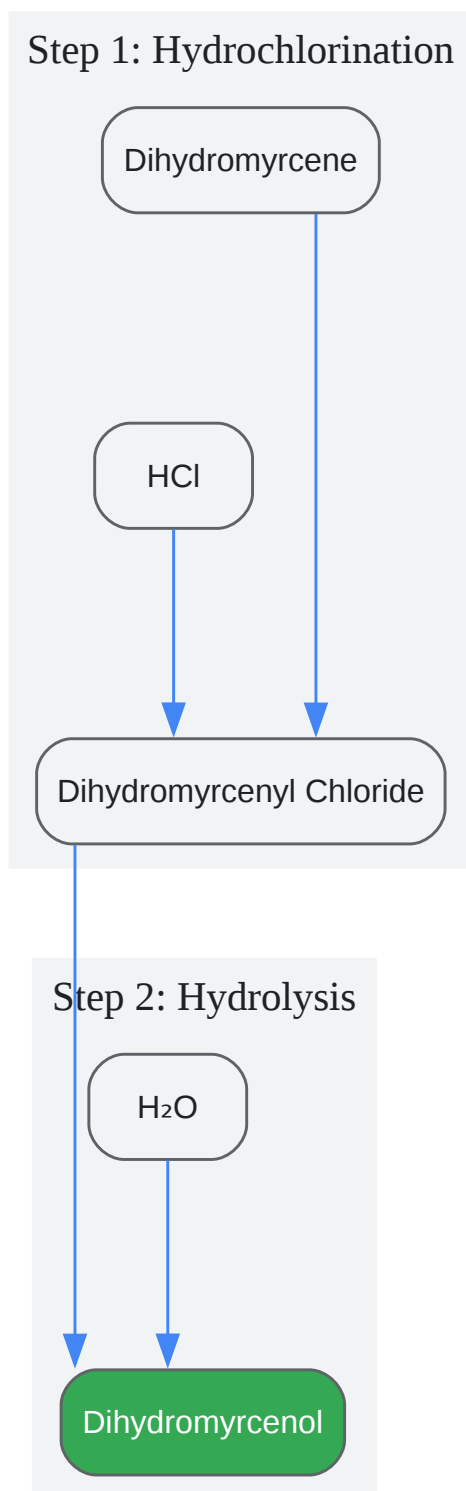 Step 1: Hydrochlorination
Dihydromyrcene
HCl
Dihydromyrcenyl Chloride
Step 2: Hydrolysis
H₂O
Dihydromyrcenol